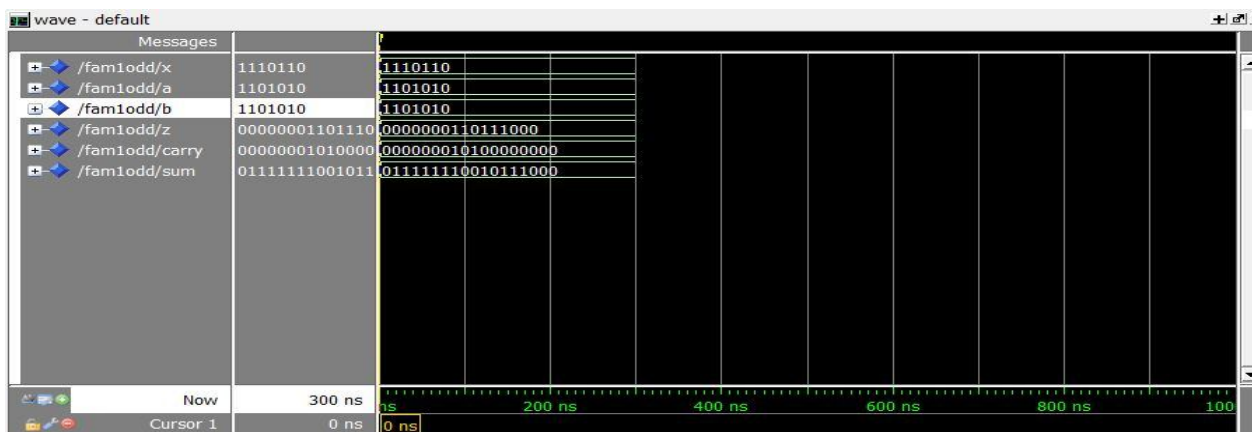 wave - default
Messages
/fam1odd/x 1110110 1110110
/fam1odd/a 1101010 1101010
/fam1odd/b 1101010 1101010
/fam1odd/z 00000001101110 0000000110111000
/fam1odd/carry 00000001010000 000000010100000000
/fam1odd/sum 01111111001011 011111110010111000
Now 300 ns ns 200 ns 400 ns 600 ns 800 ns 100
Cursor 1 0 ns 0 ns